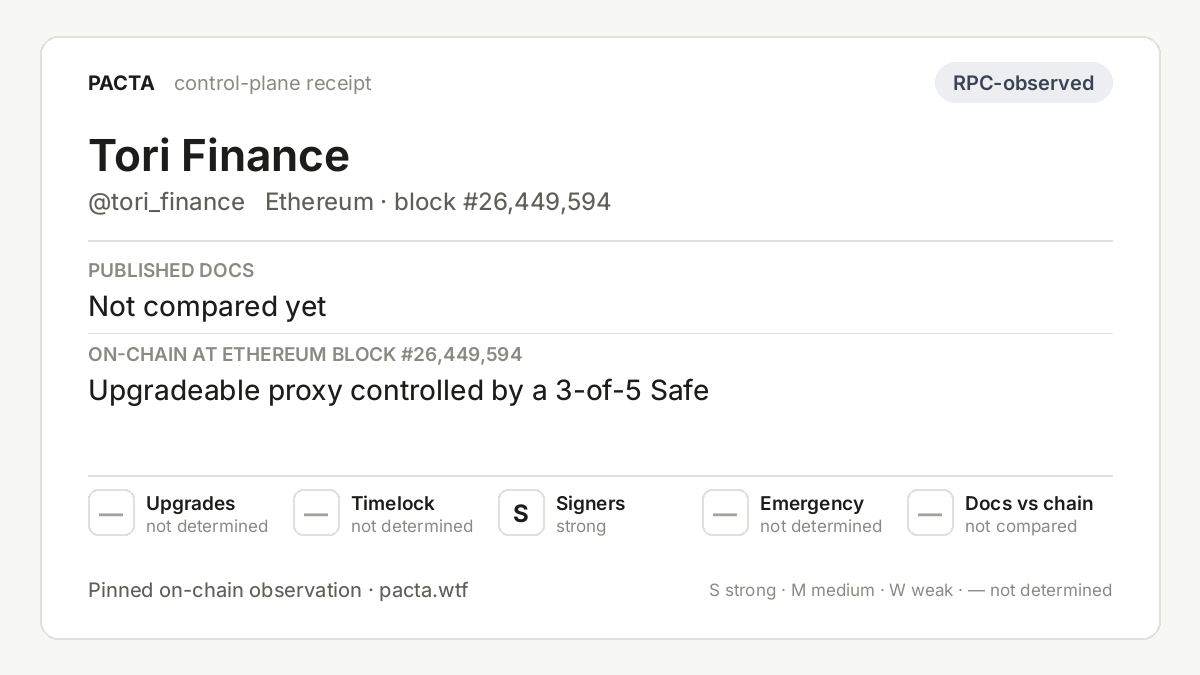 PACTA control-plane receipt RPC-observed
Tori Finance
@tori_finance Ethereum · block #26,449,594
PUBLISHED DOCS
Not compared yet
ON-CHAIN AT ETHEREUM BLOCK #26,449,594
Upgradeable proxy controlled by a 3-of-5 Safe
— Upgrades not determined
— Timelock not determined
S Signers strong
— Emergency not determined
— Docs vs chain not compared
Pinned on-chain observation · pacta.wtf
S strong · M medium · W weak · — not determined